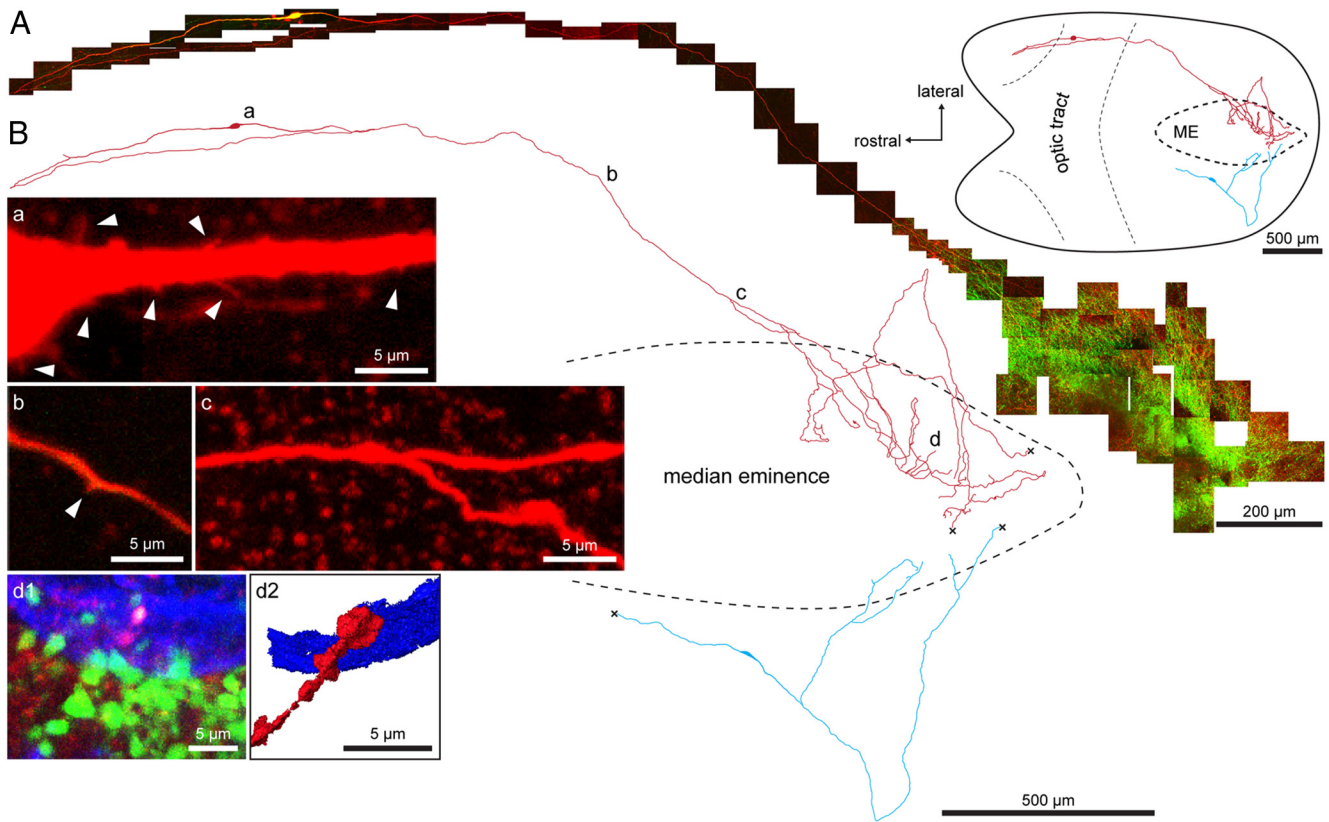 A
lateral
rostral
optic tract
ME
500 µm
B
a
b
c
d
a
5 µm
b
5 µm
c
5 µm
median eminence
200 µm
d1
5 µm
d2
5 µm
500 µm